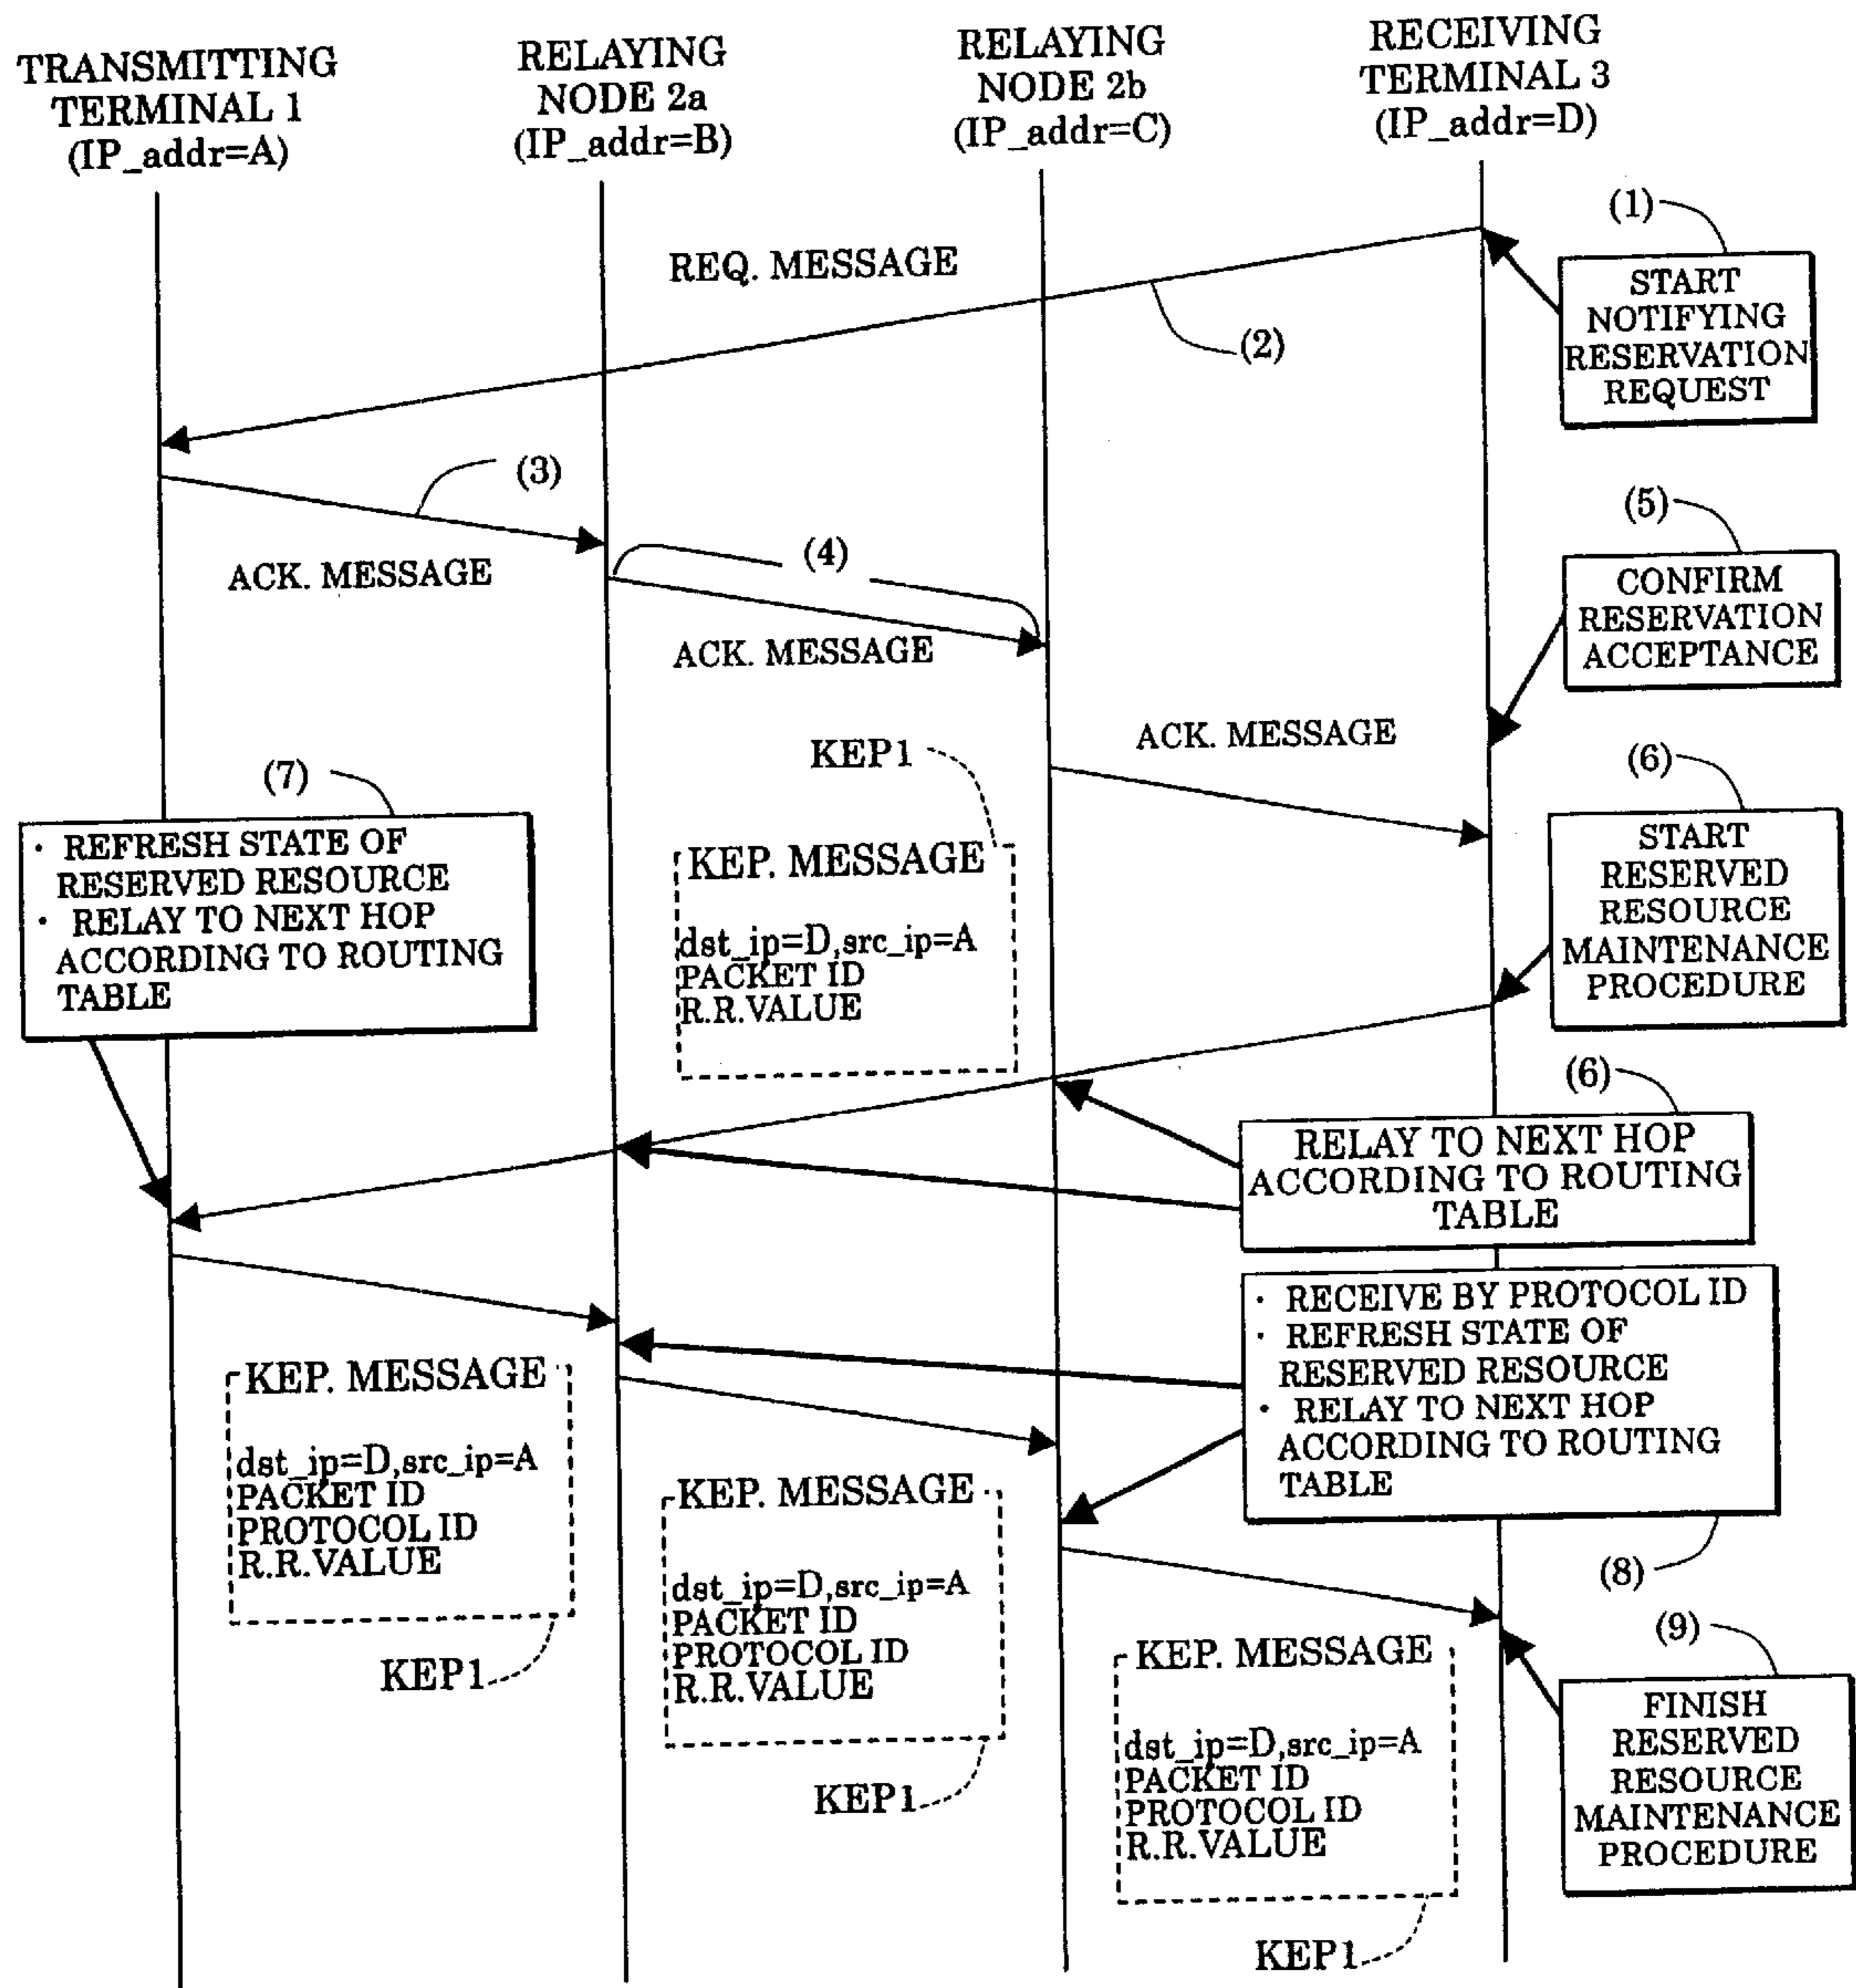 TRANSMITTING
TERMINAL 1
(IP_addr=A)
RELAYING
NODE 2a
(IP_addr=B)
RELAYING
NODE 2b
(IP_addr=C)
RECEIVING
TERMINAL 3
(IP_addr=D)
(1)
START
NOTIFYING
RESERVATION
REQUEST
REQ. MESSAGE
(2)
(3)
ACK. MESSAGE
(4)
ACK. MESSAGE
(5)
CONFIRM
RESERVATION
ACCEPTANCE
ACK. MESSAGE
KEP1
(6)
START
RESERVED
RESOURCE
MAINTENANCE
PROCEDURE
(7)
· REFRESH STATE OF
RESERVED RESOURCE
· RELAY TO NEXT HOP
ACCORDING TO ROUTING
TABLE
KEP. MESSAGE
dst_ip=D,src_ip=A
PACKET ID
R.R.VALUE
(6)
RELAY TO NEXT HOP
ACCORDING TO ROUTING
TABLE
· RECEIVE BY PROTOCOL ID
· REFRESH STATE OF
RESERVED RESOURCE
· RELAY TO NEXT HOP
ACCORDING TO ROUTING
TABLE
(8)
KEP. MESSAGE
dst_ip=D,src_ip=A
PACKET ID
PROTOCOL ID
R.R.VALUE
KEP1
KEP. MESSAGE
dst_ip=D,src_ip=A
PACKET ID
PROTOCOL ID
R.R.VALUE
KEP1
KEP. MESSAGE
dst_ip=D,src_ip=A
PACKET ID
PROTOCOL ID
R.R.VALUE
KEP1
(9)
FINISH
RESERVED
RESOURCE
MAINTENANCE
PROCEDURE